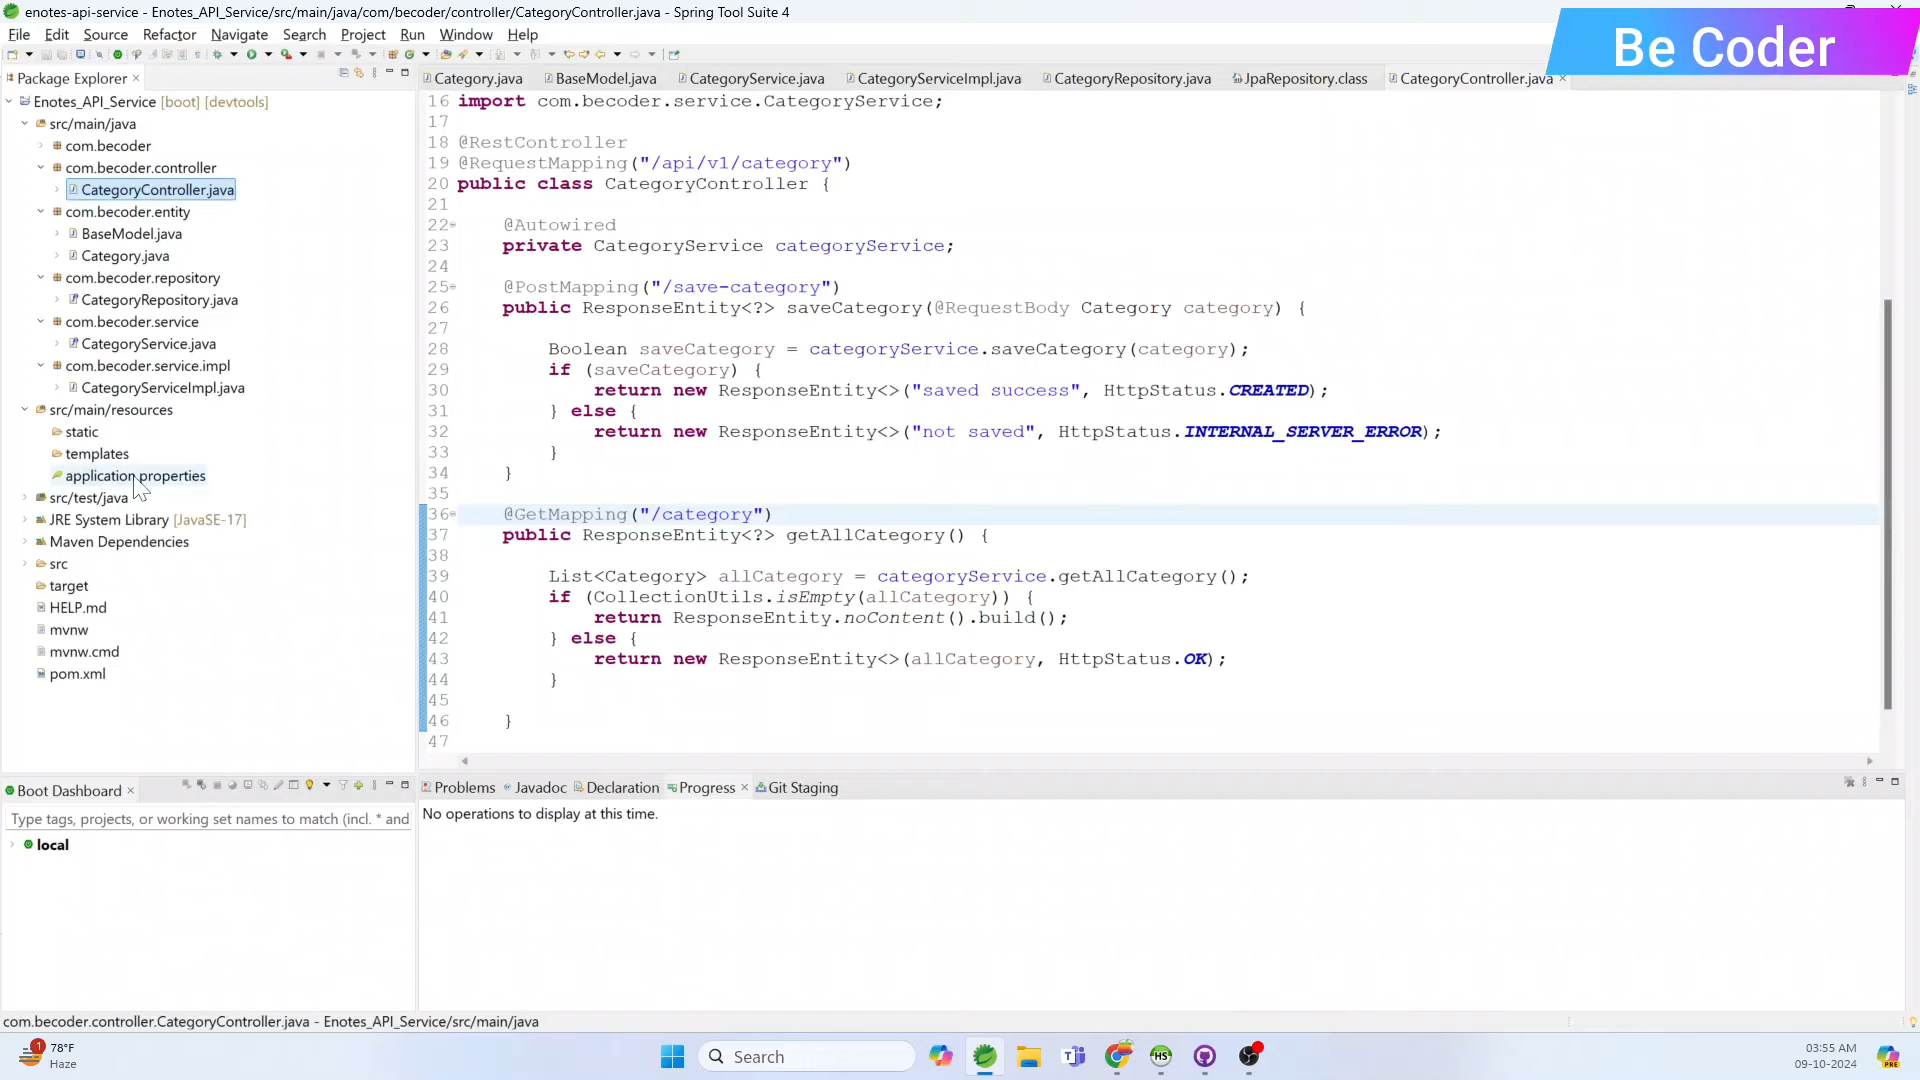 enotes-api-service - Enotes_API_Service/src/main/java/com/becoder/controller/CategoryController.java - Spring Tool Suite 4
Be Coder
File Edit Source Refactor Navigate Search Project Run Window Help
Package Explorer
Enotes_API_Service [boot] [devtools]
src/main/java
com.becoder
com.becoder.controller
CategoryController.java
com.becoder.entity
BaseModel.java
Category.java
com.becoder.repository
CategoryRepository.java
com.becoder.service
CategoryService.java
com.becoder.service.impl
CategoryServiceImpl.java
src/main/resources
static
templates
application.properties
src/test/java
JRE System Library [JavaSE-17]
Maven Dependencies
src
target
HELP.md
mvnw
mvnw.cmd
pom.xml
Category.java BaseModel.java CategoryService.java CategoryServiceImpl.java CategoryRepository.java JpaRepository.class CategoryController.java
16 import com.becoder.service.CategoryService;
17
18 @RestController
19 @RequestMapping("/api/v1/category")
20 public class CategoryController {
21
22 @Autowired
23 private CategoryService categoryService;
24
25 @PostMapping("/save-category")
26 public ResponseEntity<?> saveCategory(@RequestBody Category category) {
27
28 Boolean saveCategory = categoryService.saveCategory(category);
29 if (saveCategory) {
30 return new ResponseEntity<>("saved success", HttpStatus.CREATED);
31 } else {
32 return new ResponseEntity<>("not saved", HttpStatus.INTERNAL_SERVER_ERROR);
33 }
34 }
35
36 @GetMapping("/category")
37 public ResponseEntity<?> getAllCategory() {
38
39 List<Category> allCategory = categoryService.getAllCategory();
40 if (CollectionUtils.isEmpty(allCategory)) {
41 return ResponseEntity.noContent().build();
42 } else {
43 return new ResponseEntity<>(allCategory, HttpStatus.OK);
44 }
45
46 }
47
Boot Dashboard
Type tags, projects, or working set names to match (incl. * and
local
Problems Javadoc Declaration Progress Git Staging
No operations to display at this time.
com.becoder.controller.CategoryController.java - Enotes_API_Service/src/main/java
1
78°F
Haze
Search
HS
03:55 AM
09-10-2024
PRE